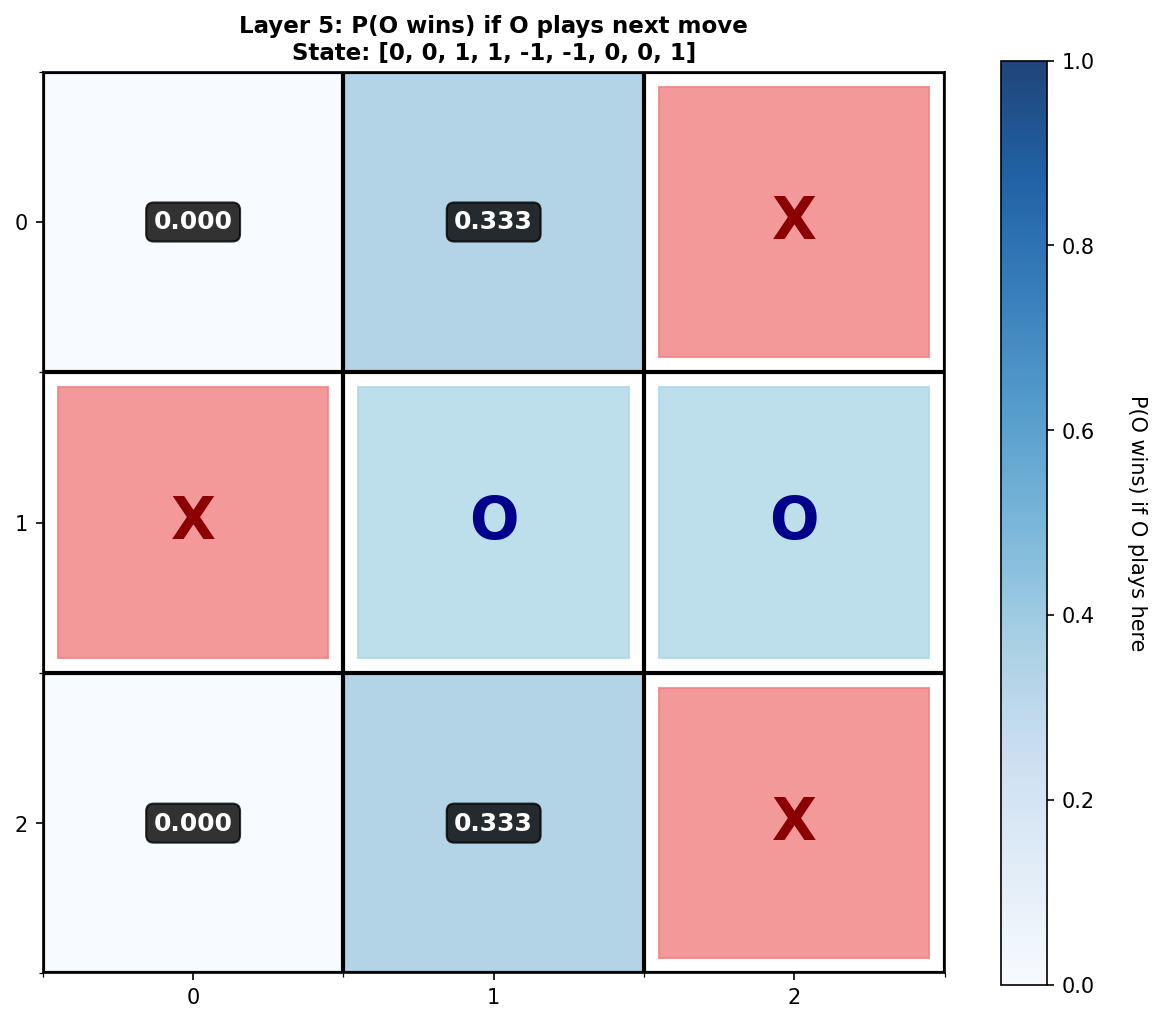 Layer 5: P(O wins) if O plays next move
State: [0, 0, 1, 1, -1, -1, 0, 0, 1]
0
0.000
0.333
X
1
X
O
O
2
0.000
0.333
X
0
1
2
1.0
0.8
0.6
0.4
0.2
0.0
P(O wins) if O plays here